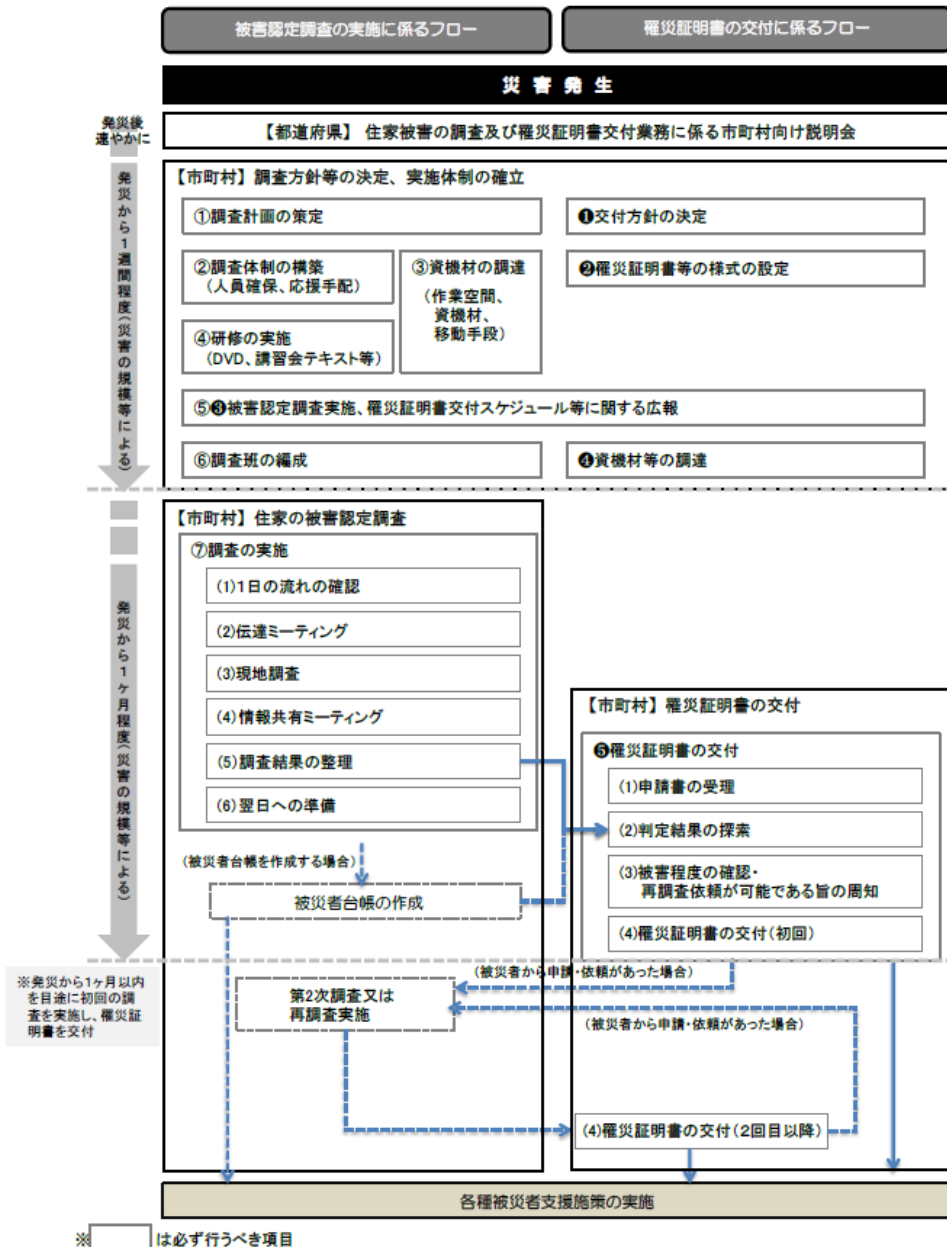 被害認定調査の実施に係るフロー
罹災証明書の交付に係るフロー
災害発生
発災後
速やかに
【都道府県】 住家被害の調査及び罹災証明書交付業務に係る市町村向け説明会
発災から1週間程度(災害の規模等による)
【市町村】調査方針等の決定、実施体制の確立
①調査計画の策定
❶交付方針の決定
②調査体制の構築
(人員確保、応援手配)
③資機材の調達
(作業空間、
資機材、
移動手段)
❷罹災証明書等の様式の設定
④研修の実施
(DVD、講習会テキスト等)
⑤❸被害認定調査実施、罹災証明書交付スケジュール等に関する広報
⑥調査班の編成
❹資機材等の調達
発災から1ヶ月程度(災害の規模等による)
【市町村】住家の被害認定調査
⑦調査の実施
(1)1日の流れの確認
(2)伝達ミーティング
(3)現地調査
(4)情報共有ミーティング
(5)調査結果の整理
(6)翌日への準備
(被災者台帳を作成する場合)
被災者台帳の作成
【市町村】罹災証明書の交付
❺罹災証明書の交付
(1)申請書の受理
(2)判定結果の探索
(3)被害程度の確認・
再調査依頼が可能である旨の周知
(4)罹災証明書の交付(初回)
※発災から1ヶ月以内
を目途に初回の調
査を実施し、罹災証
明書を交付
(被災者から申請・依頼があった場合)
第2次調査又は
再調査実施
(被災者から申請・依頼があった場合)
(4)罹災証明書の交付(2回目以降)
各種被災者支援施策の実施
※ は必ず行うべき項目